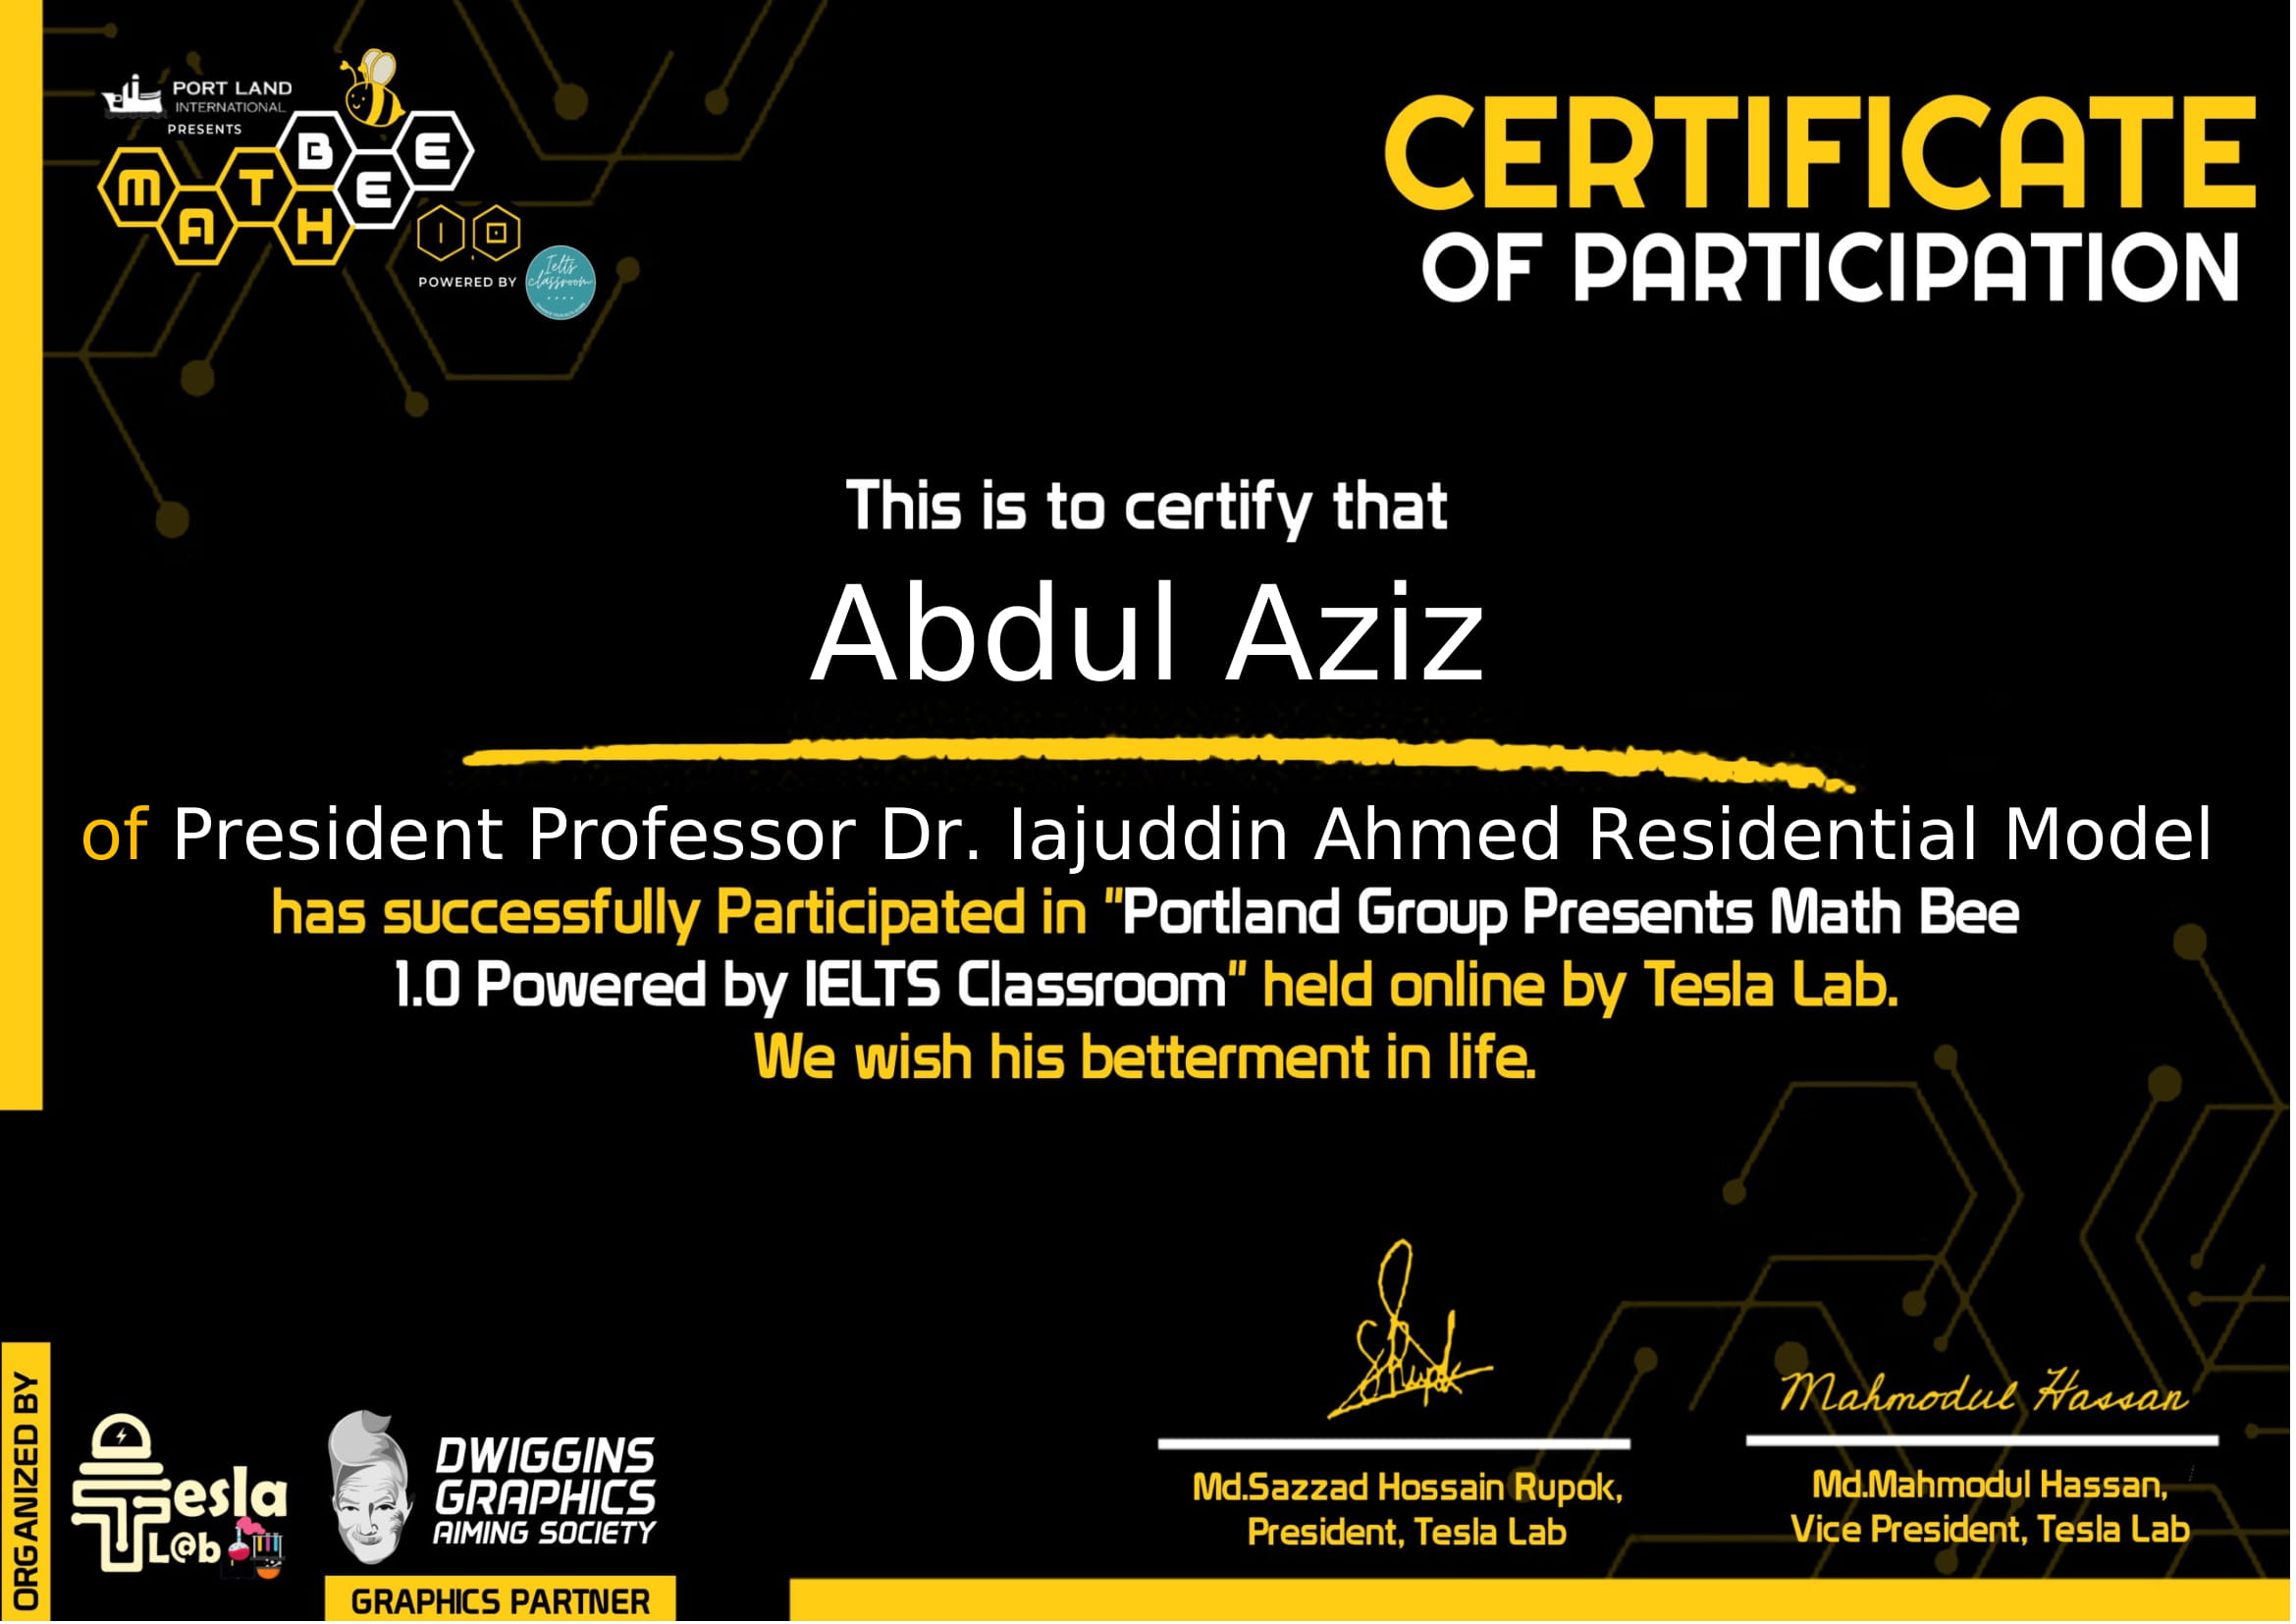 PORT LAND
INTERNATIONAL
PRESENTS
MATH BEE
1.0
POWERED BY
Ielts
classroom
CERTIFICATE
OF PARTICIPATION
This is to certify that
Abdul Aziz
of President Professor Dr. Iajuddin Ahmed Residential Model
has successfully Participated in "Portland Group Presents Math Bee
1.0 Powered by IELTS Classroom" held online by Tesla Lab.
We wish his betterment in life.
ORGANIZED BY
Tesla
L@b
DWIGGINS
GRAPHICS
AIMING SOCIETY
GRAPHICS PARTNER
SRupok
Md.Sazzad Hossain Rupok,
President, Tesla Lab
Mahmodul Hassan
Md.Mahmodul Hassan,
Vice President, Tesla Lab